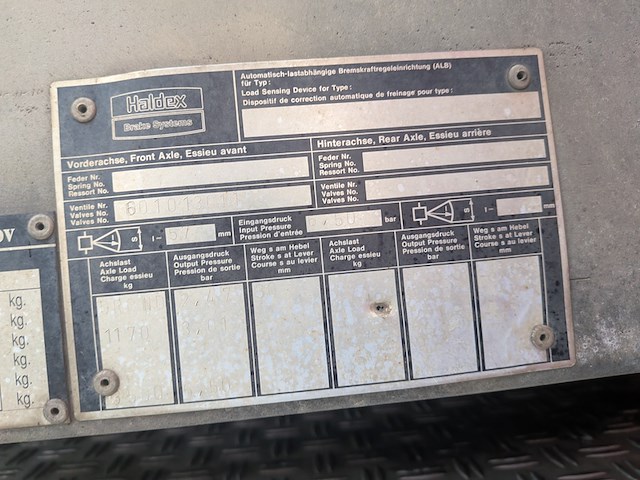 Haldex
Brake Systems
Automatisch-lastabhängige Bremskraftregeleinrichtung (ALB)
für Typ:
Load Sensing Device for Type:
Dispositif de correction automatique de freinage pour type:
Vorderachse, Front Axle, Essieu avant
Hinterachse, Rear Axle, Essieu arrière
Feder Nr.
Spring No.
Ressort No.
Feder Nr.
Spring No.
Ressort No.
Ventile Nr.
Valves No.
Valves No.
Ventile Nr.
Valves No.
Valves No.
S
Eingangsdruck
Input Pressure
Pression d'entrée
bar
S
mm
Achslast
Axle Load
Charge essieu
kg
Ausgangsdruck
Output Pressure
Pression de sortie
bar
Weg s am Hebel
Stroke s at Lever
Course s au levier
mm
Achslast
Axle Load
Charge essieu
kg
Ausgangsdruck
Output Pressure
Pression de sortie
bar
Weg s am Hebel
Stroke s at Lever
Course s au levier
mm
1170
kg.
kg.
kg.
kg.
kg.
kg.